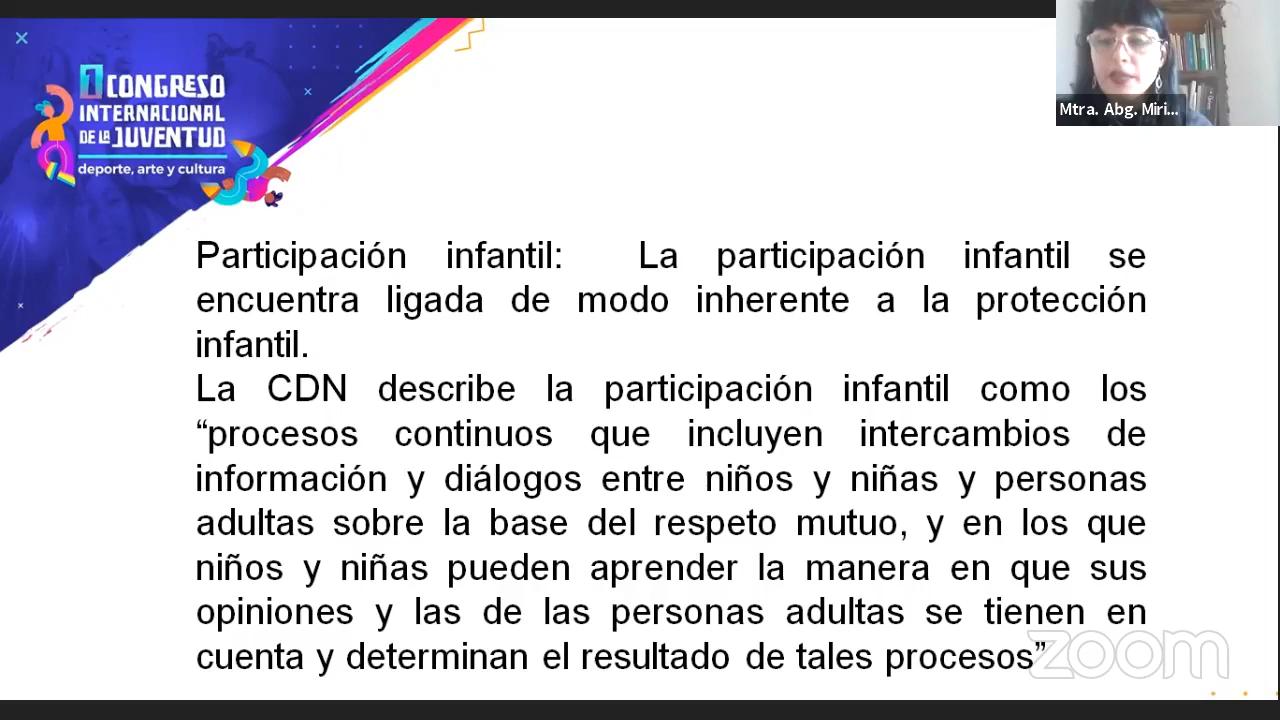 1 CONGRESO
INTERNACIONAL
DE LA JUVENTUD
deporte, arte y cultura
Mtra. Abg. Miri...
Participación infantil: La participación infantil se
encuentra ligada de modo inherente a la protección
infantil.
La CDN describe la participación infantil como los
“procesos continuos que incluyen intercambios de
información y diálogos entre niños y niñas y personas
adultas sobre la base del respeto mutuo, y en los que
niños y niñas pueden aprender la manera en que sus
opiniones y las de las personas adultas se tienen en
cuenta y determinan el resultado de tales procesos”
zoom